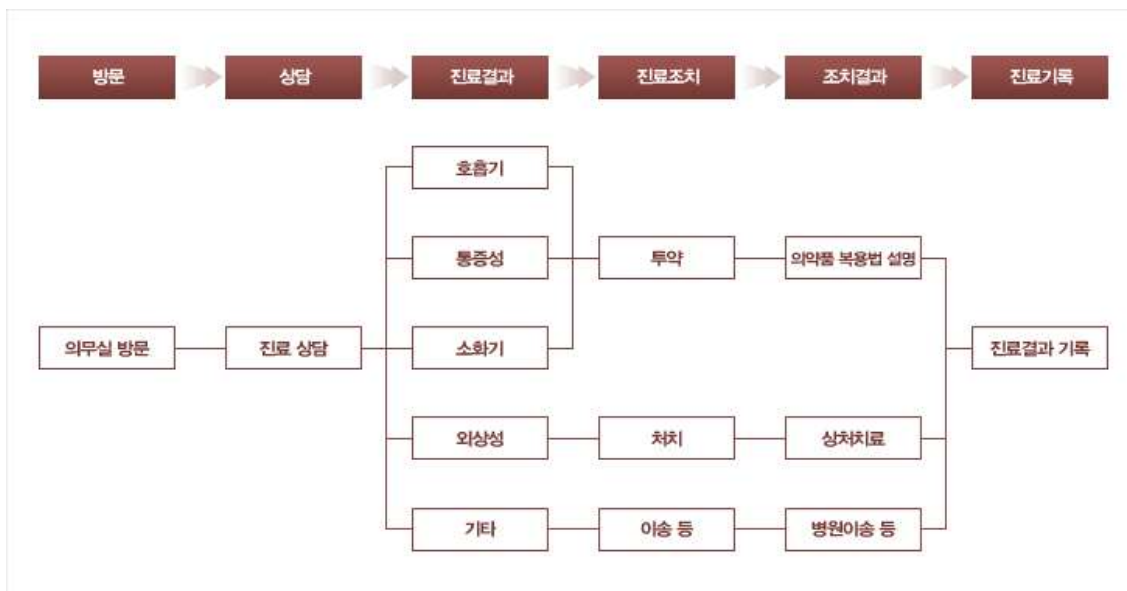 방문
상담
진료결과
진료조치
조치결과
진료기록
호흡기
통증성
투약
의약품 복용법 설명
의무실 방문
진료 상담
소화기
진료결과 기록
외상성
처치
상처치료
기타
이송 등
병원이송 등